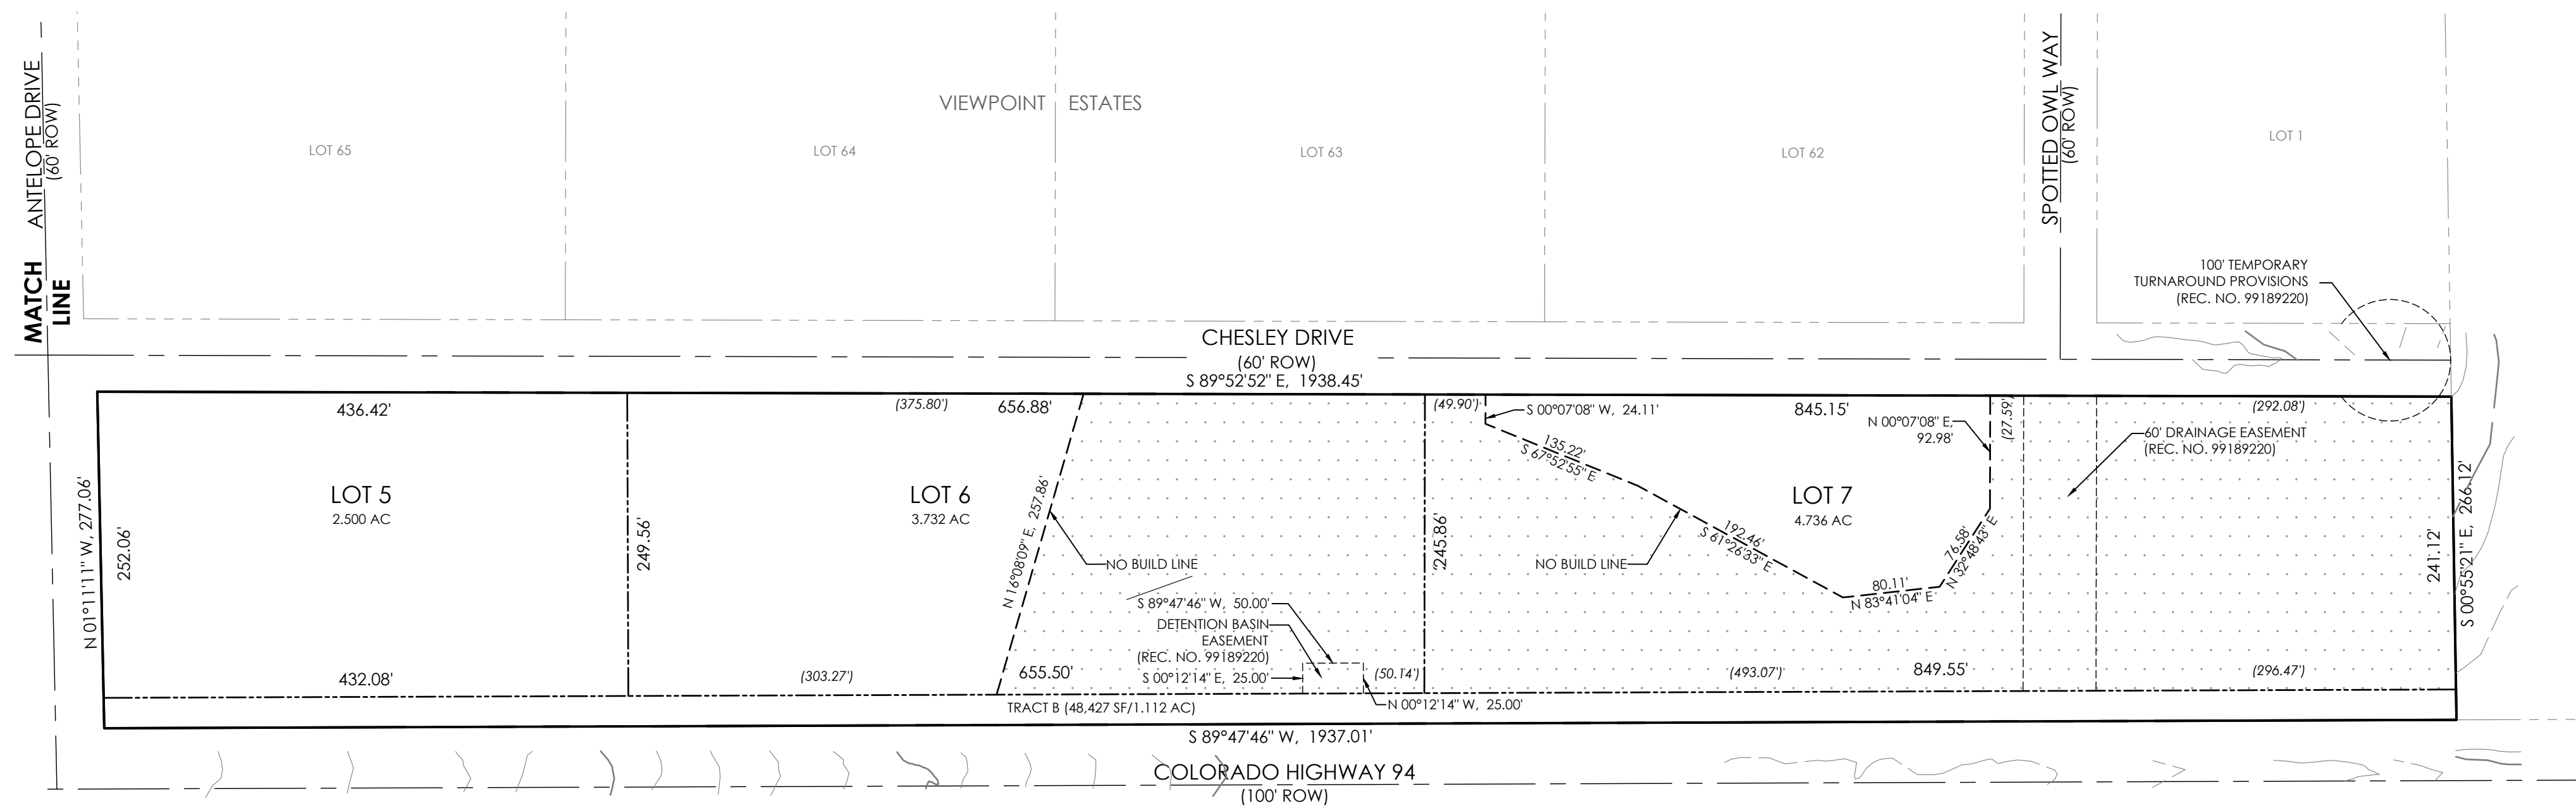 ANTELOPE DRIVE
(60' ROW)
MATCH
LINE
VIEWPOINT ESTATES
LOT 65
LOT 64
LOT 63
LOT 62
LOT 1
SPOTTED OWL WAY
(60' ROW)
100' TEMPORARY
TURNAROUND PROVISIONS
(REC. NO. 99189220)
CHESLEY DRIVE
(60' ROW)
S 89°52'52" E, 1938.45'
436.42'
(375.80')
656.88'
(49.90')
S 00°07'08" W, 24.11'
845.15'
N 00°07'08" E,
92.98'
(27.59')
(292.08')
60' DRAINAGE EASEMENT
(REC. NO. 99189220)
135.22'
S 67°52'55" E
N 01°11'11" W, 277.06'
252.06'
LOT 5
2.500 AC
249.56'
LOT 6
3.732 AC
N 16°08'09" E, 257.86'
NO BUILD LINE
245.86'
NO BUILD LINE
192.46'
S 61°26'33" E
LOT 7
4.736 AC
80.11'
N 83°41'04" E
76.58'
N 32°48'43" E
241.12'
S 00°55'21" E, 266.12'
S 89°47'46" W, 50.00'
DETENTION BASIN
EASEMENT
(REC. NO. 99189220)
S 00°12'14" E, 25.00'
432.08'
(303.27')
655.50'
(50.14')
(493.07')
849.55'
(296.47')
TRACT B (48,427 SF/1.112 AC)
N 00°12'14" W, 25.00'
S 89°47'46" W, 1937.01'
COLORADO HIGHWAY 94
(100' ROW)